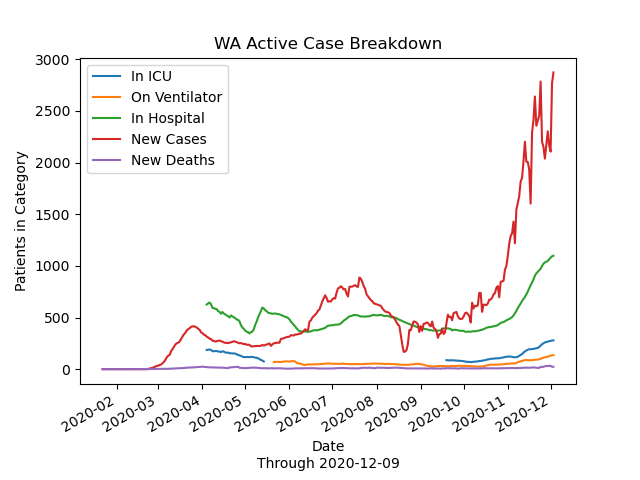 WA Active Case Breakdown
In ICU
On Ventilator
In Hospital
New Cases
New Deaths
Patients in Category
3000
2500
2000
1500
1000
500
0
2020-02
2020-03
2020-04
2020-05
2020-06
2020-07
2020-08
2020-09
2020-10
2020-11
2020-12
Date
Through 2020-12-09